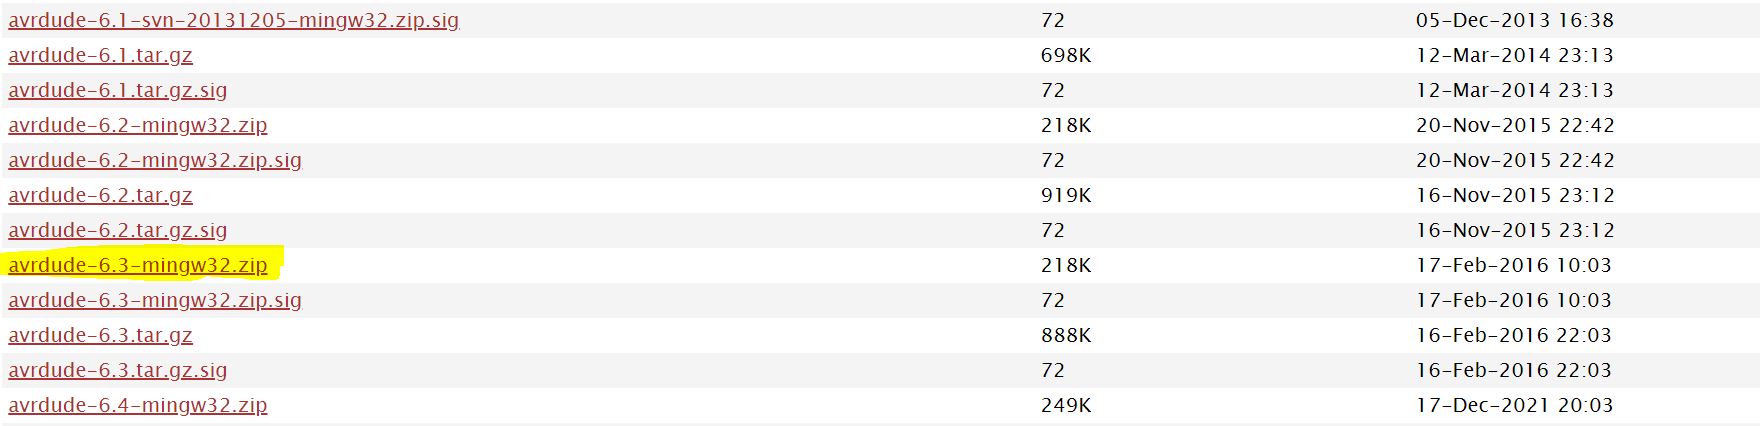 avrdude-6.1-svn-20131205-mingw32.zip.sig 72 05-Dec-2013 16:38
avrdude-6.1.tar.gz 698K 12-Mar-2014 23:13
avrdude-6.1.tar.gz.sig 72 12-Mar-2014 23:13
avrdude-6.2-mingw32.zip 218K 20-Nov-2015 22:42
avrdude-6.2-mingw32.zip.sig 72 20-Nov-2015 22:42
avrdude-6.2.tar.gz 919K 16-Nov-2015 23:12
avrdude-6.2.tar.gz.sig 72 16-Nov-2015 23:12
avrdude-6.3-mingw32.zip 218K 17-Feb-2016 10:03
avrdude-6.3-mingw32.zip.sig 72 17-Feb-2016 10:03
avrdude-6.3.tar.gz 888K 16-Feb-2016 22:03
avrdude-6.3.tar.gz.sig 72 16-Feb-2016 22:03
avrdude-6.4-mingw32.zip 249K 17-Dec-2021 20:03